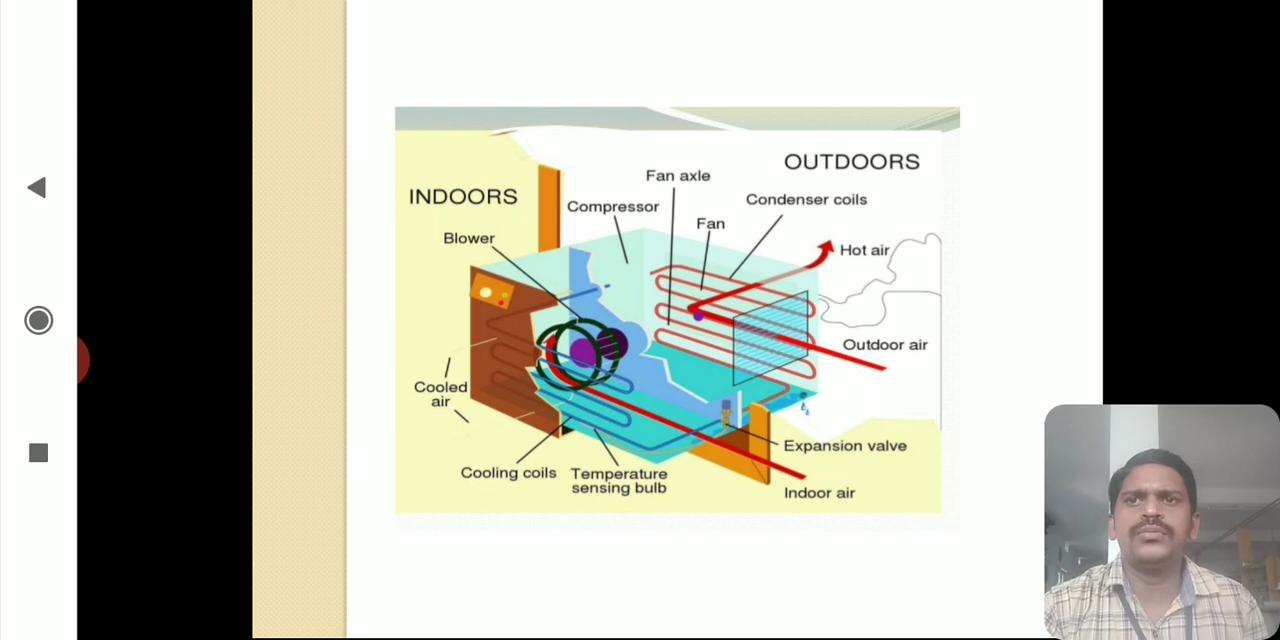 OUTDOORS
INDOORS
Fan axle
Condenser coils
Compressor
Fan
Blower
Hot air
Outdoor air
Cooled
air
Expansion valve
Cooling coils
Temperature
sensing bulb
Indoor air